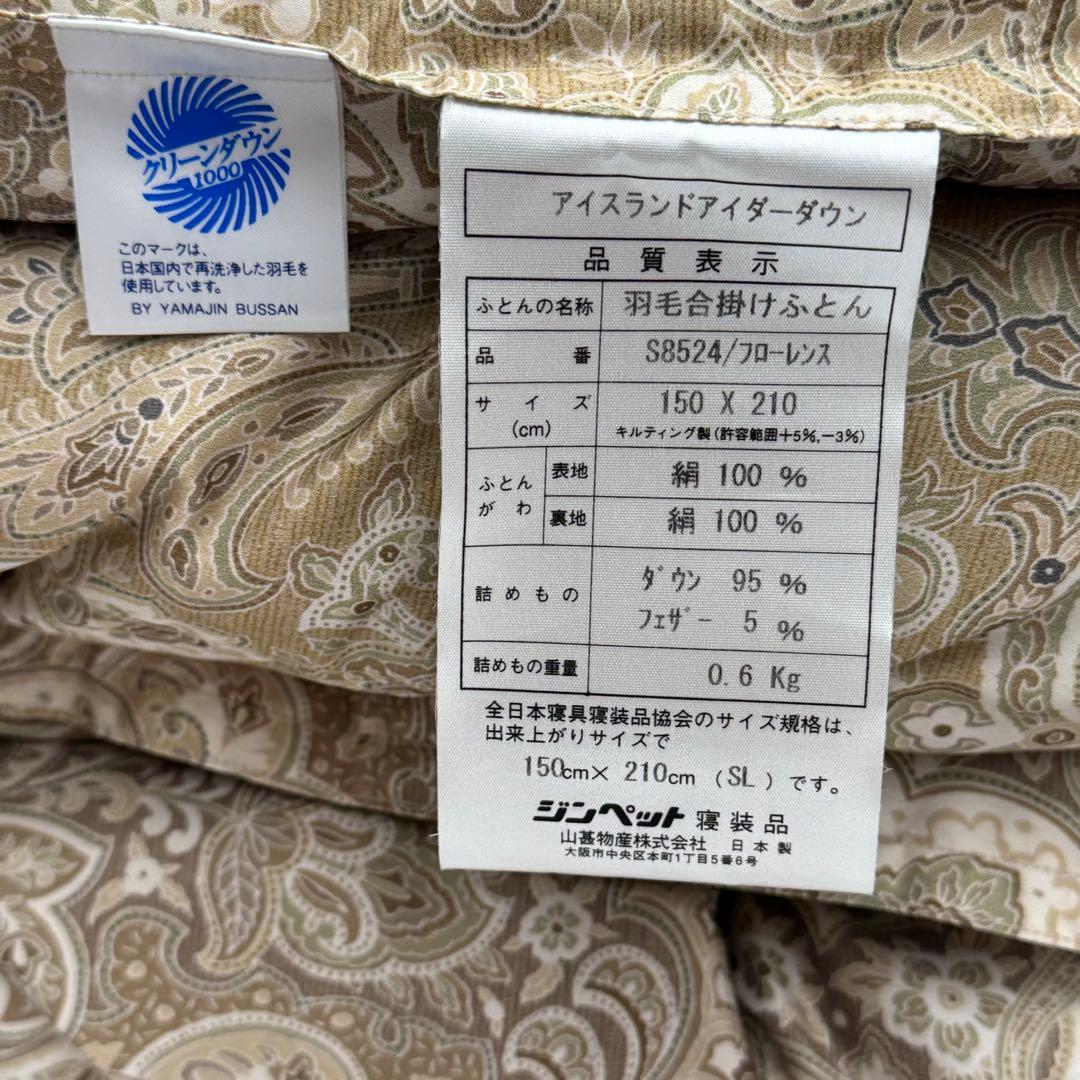 クリーンダウン
1000
このマークは、
日本国内で再洗浄した羽毛を
使用しています。
BY YAMAJIN BUSSAN
アイスランドアイダーダウン
品質表示
ふとんの名称 羽毛合掛けふとん
品番 S8524/フローレンス
サイズ(cm) 150 X 210
キルティング製(許容範囲+5%,-3%)
ふとんがわ 表地 絹 100 %
裏地 絹 100 %
詰めもの ダウン 95 %
フェザー 5 %
詰めもの重量 0.6 Kg
全日本寝具寝装品協会のサイズ規格は、
出来上がりサイズで
150cm× 210cm (SL) です。
ジンペット寝装品
山甚物産株式会社 日本製
大阪市中央区本町1丁目5番6号